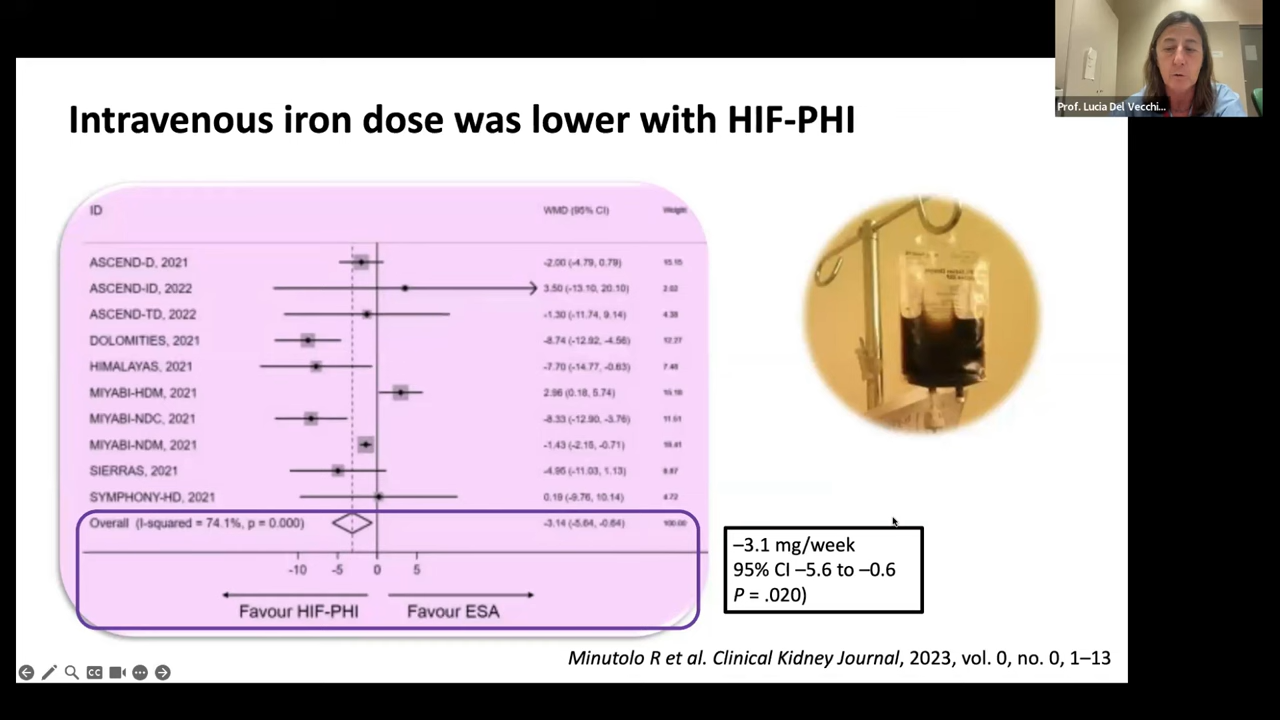 Prof. Lucia Del Vecchi...
Intravenous iron dose was lower with HIF-PHI
ID WMD (95% CI) Weight
ASCEND-D, 2021 -2.00 (-4.79, 0.79)
ASCEND-ID, 2022 3.50 (-13.10, 20.10)
ASCEND-TD, 2022 -1.30 (-11.74, 9.14)
DOLOMITIES, 2021 -8.74 (-12.92, -4.56)
HIMALAYAS, 2021 -7.70 (-14.77, -0.63)
MIYABI-HDM, 2021 2.96 (0.18, 5.74)
MIYABI-NDC, 2021 -8.33 (-12.90, -3.76)
MIYABI-NDM, 2021 -1.43 (-2.15, -0.71)
SIERRAS, 2021 -4.95 (-11.03, 1.13)
SYMPHONY-HD, 2021 0.19 (-9.76, 10.14)
Overall (I-squared = 74.1%, p = 0.000) -3.14 (-5.64, -0.64) 100.00
-10 -5 0 5
Favour HIF-PHI Favour ESA
–3.1 mg/week
95% CI –5.6 to –0.6
P = .020)
Minutolo R et al. Clinical Kidney Journal, 2023, vol. 0, no. 0, 1–13
CC